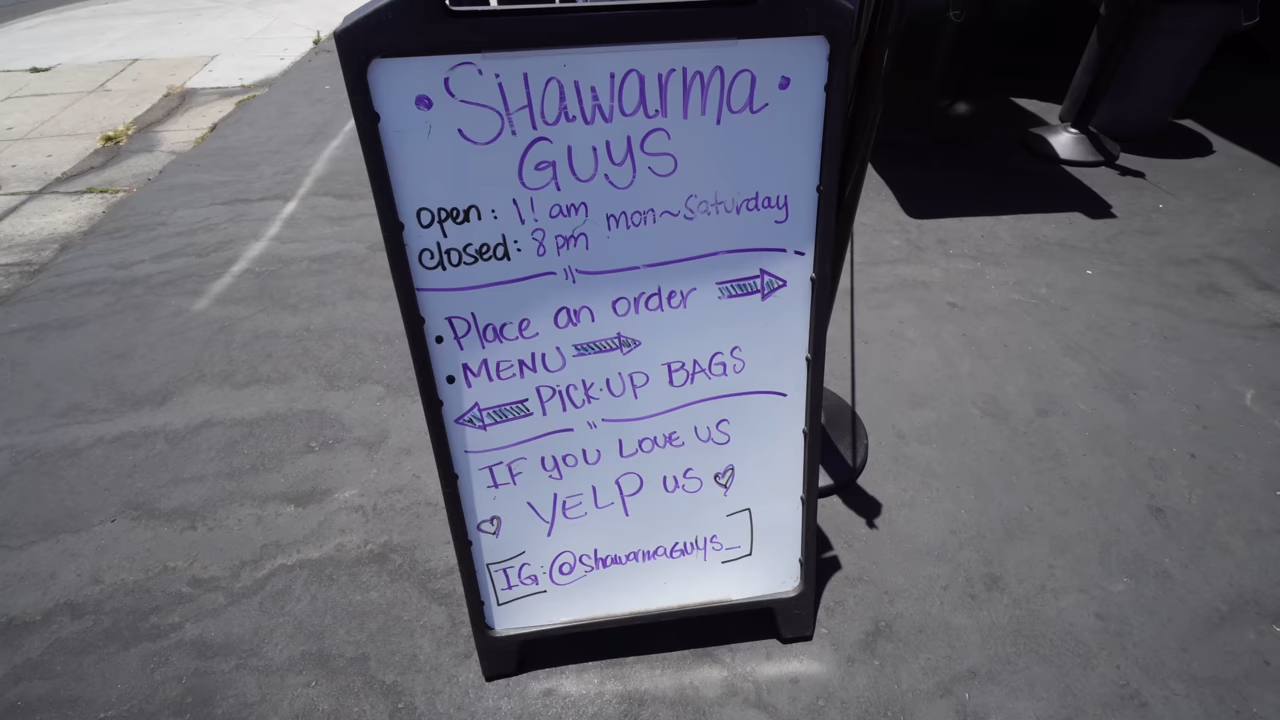 • SHawarma •
GUYS
open: 11 am mon~Saturday
closed: 8 pm
• Place an order
• MENU
PiCK-UP BAGS
IF YOU LOVE US
YELP US
IG: @ShawarmaGUYS_